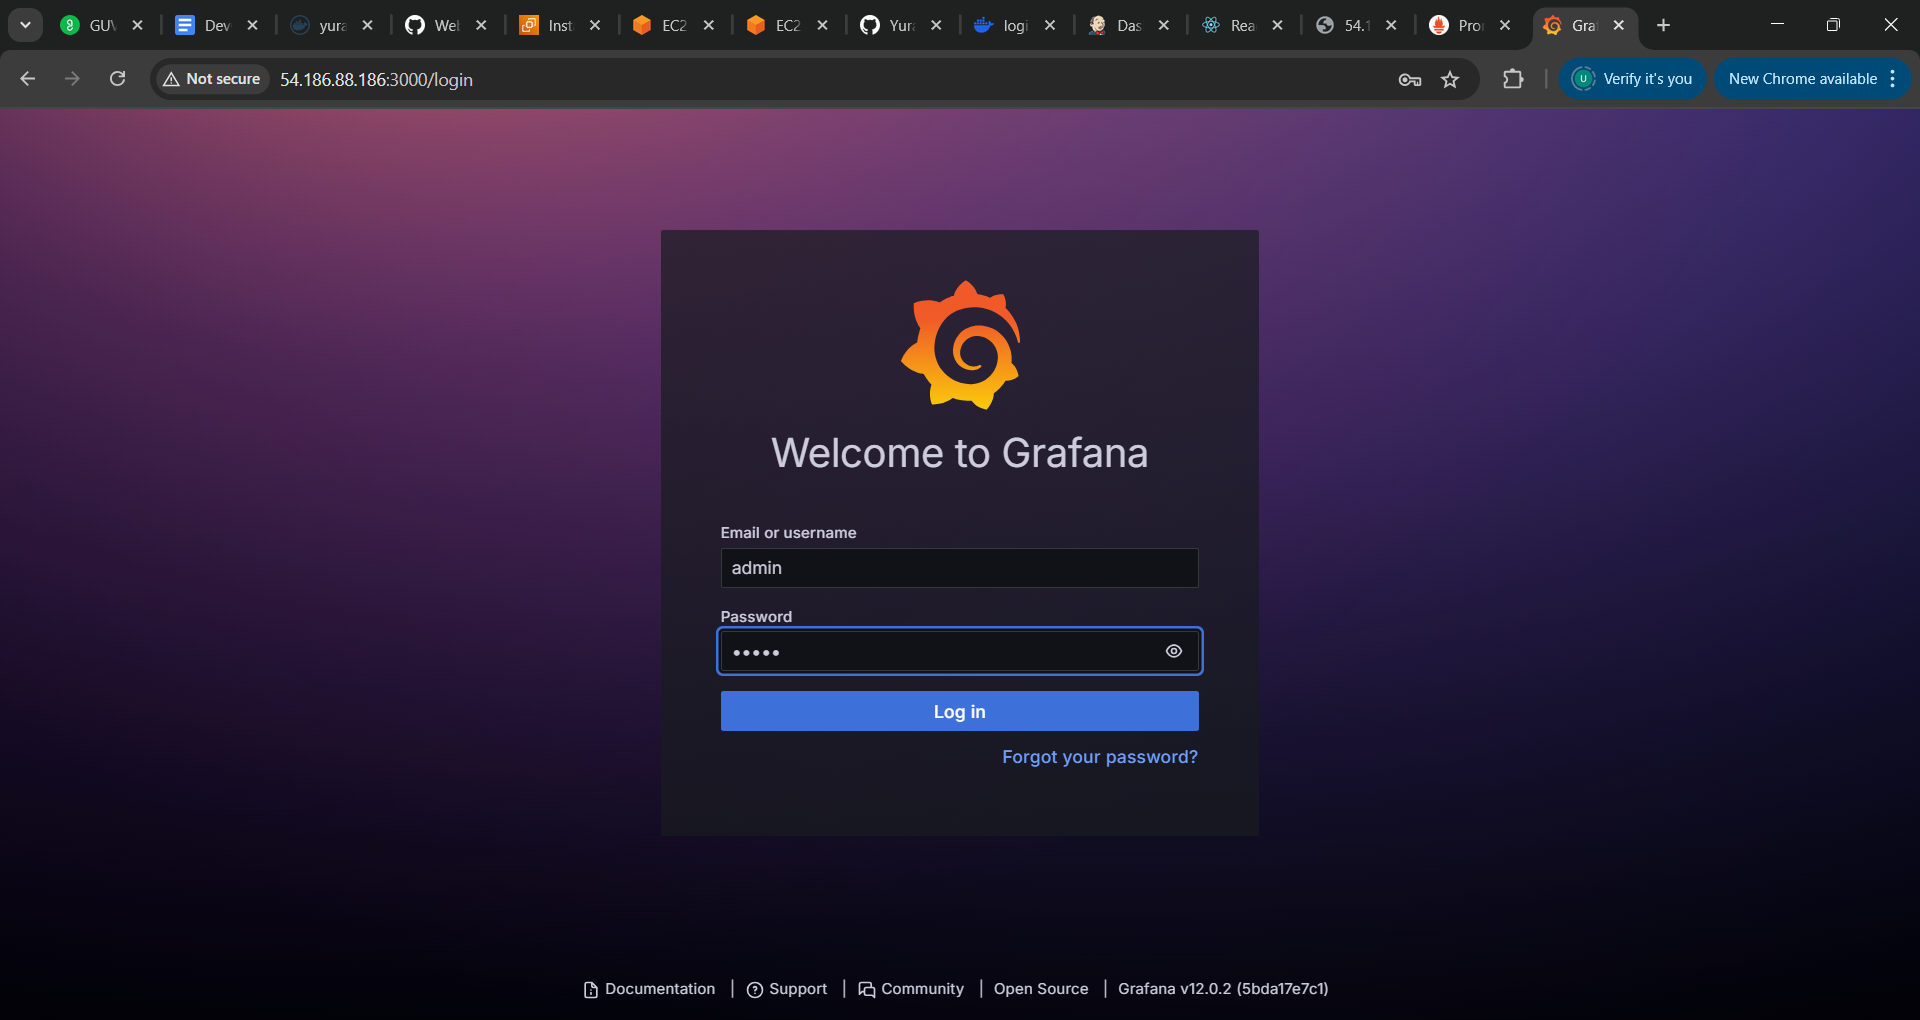 GUV
Dev
yura
Wel
Inst
EC2
EC2
Yura
logi
Das
Rea
54.1
Pro
Gra
Not secure
54.186.88.186:3000/login
U
Verify it's you
New Chrome available
Welcome to Grafana
Email or username
admin
Password
Log in
Forgot your password?
Documentation | Support | Community | Open Source | Grafana v12.0.2 (5bda17e7c1)